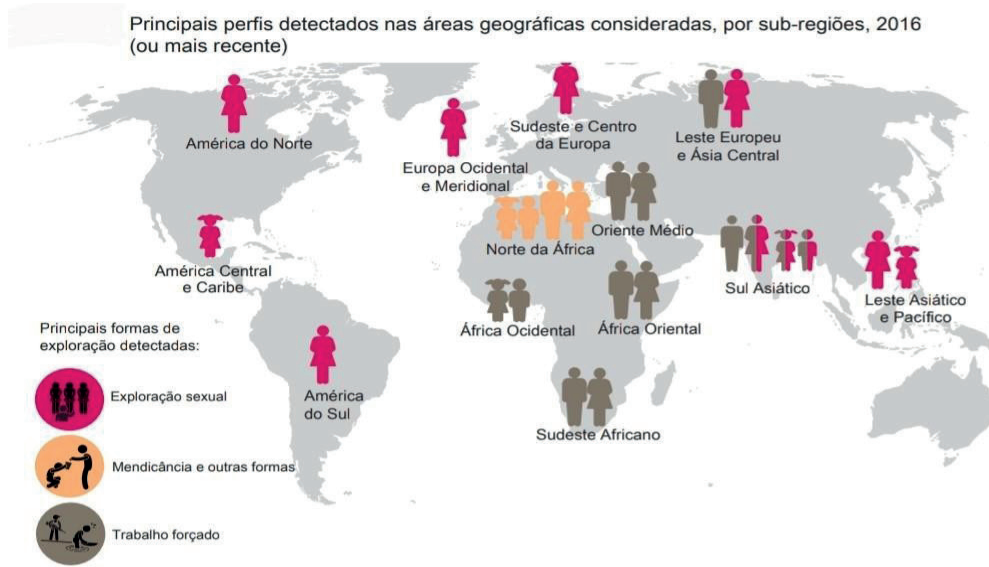 Principais perfis detectados nas áreas geográficas consideradas, por sub-regiões, 2016
(ou mais recente)
América do Norte
Europa Ocidental
e Meridional
Sudeste e Centro
da Europa
Leste Europeu
e Ásia Central
América Central
e Caribe
Norte da África
Oriente Médio
Sul Asiático
Leste Asiático
e Pacífico
África Ocidental
África Oriental
América
do Sul
Sudeste Africano
Principais formas de
exploração detectadas:
Exploração sexual
Mendicância e outras formas
Trabalho forçado